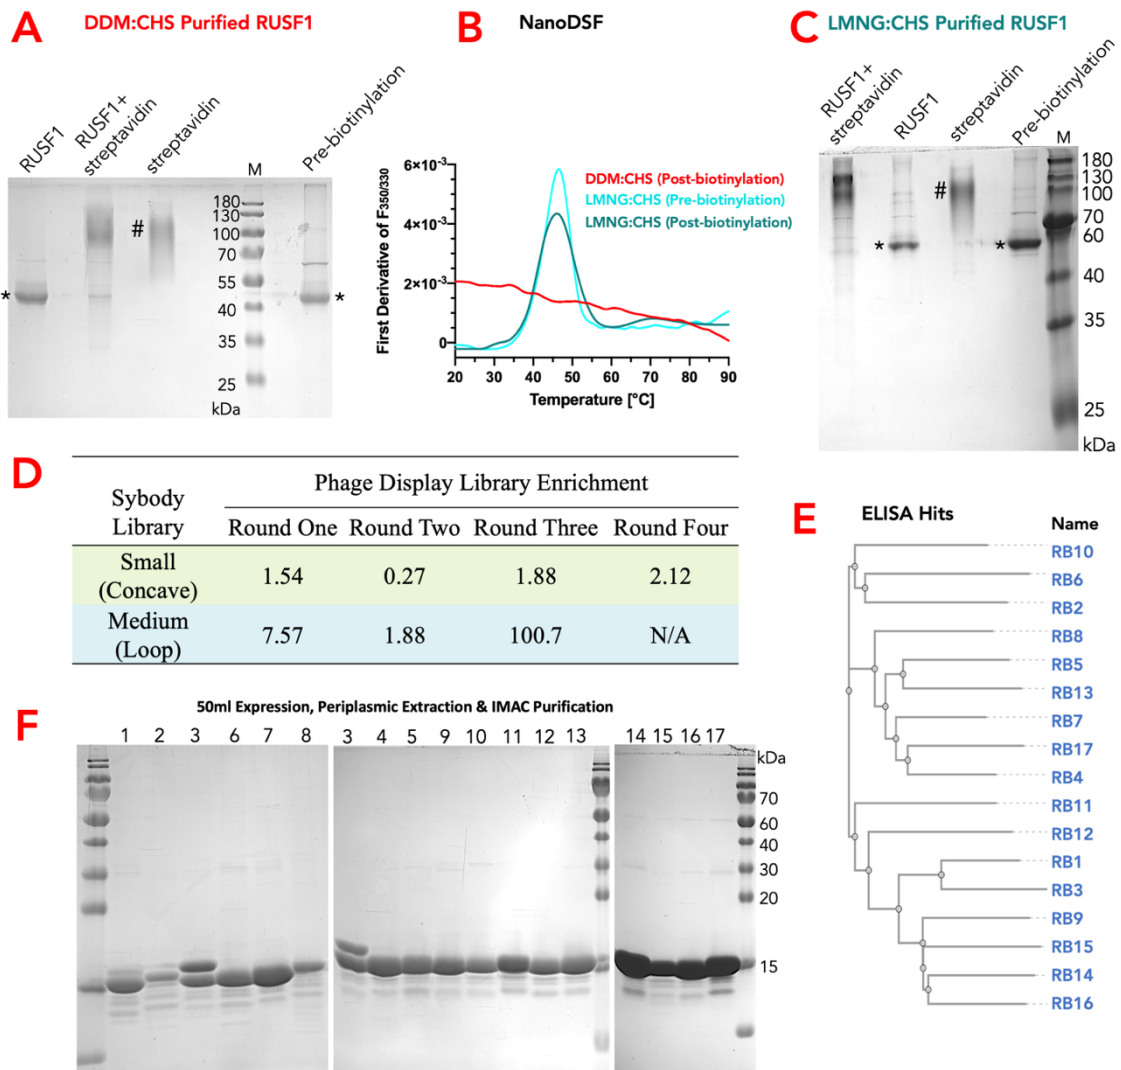 A
DDM:CHS Purified RUSF1
RUSF1
RUSF1+
streptavidin
streptavidin
M
Pre-biotinylation
180
130
100
70
55
40
35
25
kDa
#
*
*
B
NanoDSF
First Derivative of F350/330
6×10-3
4×10-3
2×10-3
0
20 30 40 50 60 70 80 90
Temperature [°C]
DDM:CHS (Post-biotinylation)
LMNG:CHS (Pre-biotinylation)
LMNG:CHS (Post-biotinylation)
C
LMNG:CHS Purified RUSF1
RUSF1+
streptavidin
RUSF1
streptavidin
Pre-biotinylation
M
180
130
100
70
60
40
35
25
kDa
#
*
*
D
Sybody
Library
Phage Display Library Enrichment
Round One Round Two Round Three Round Four
Small
(Concave)
1.54 0.27 1.88 2.12
Medium
(Loop)
7.57 1.88 100.7 N/A
E
ELISA Hits
Name
RB10
RB6
RB2
RB8
RB5
RB13
RB7
RB17
RB4
RB11
RB12
RB1
RB3
RB9
RB15
RB14
RB16
F
50ml Expression, Periplasmic Extraction & IMAC Purification
1 2 3 6 7 8
3 4 5 9 10 11 12 13
14 15 16 17
kDa
70
60
40
30
20
15